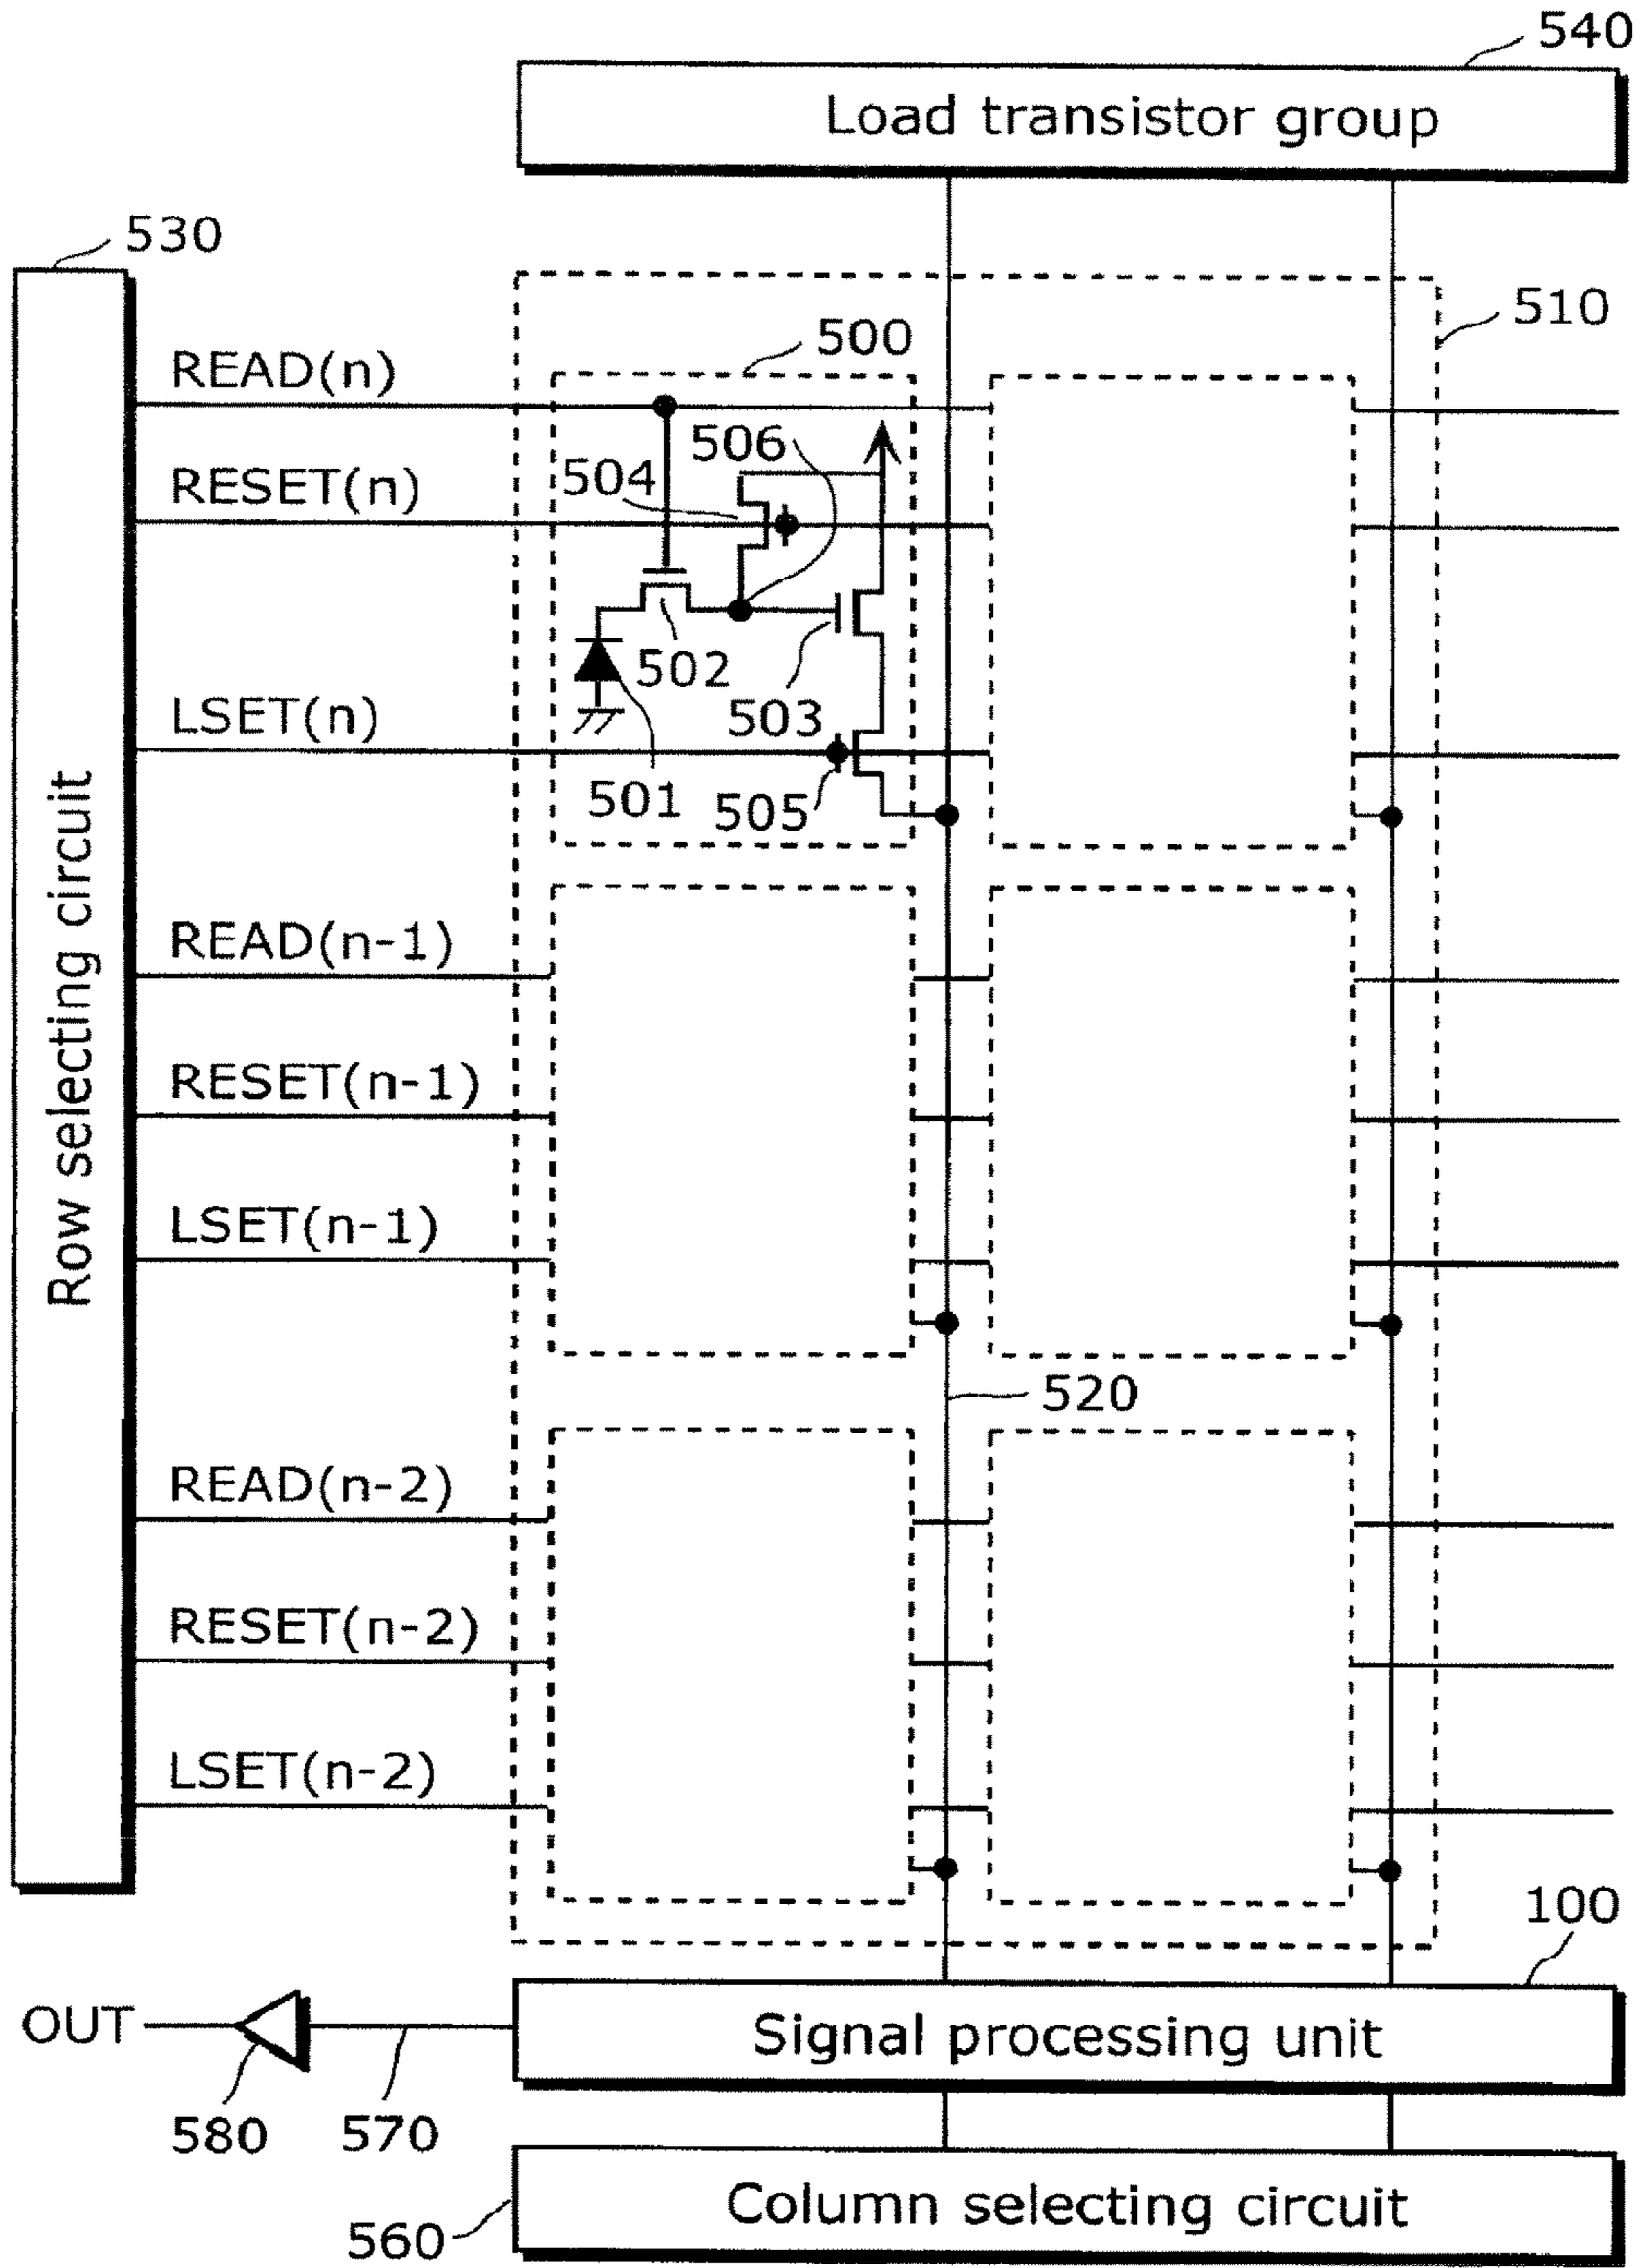 540
Load transistor group
530
510
500
READ(n)
506
504
RESET(n)
502
LSET(n)
503
501
505
Row selecting circuit
READ(n-1)
RESET(n-1)
LSET(n-1)
520
READ(n-2)
RESET(n-2)
LSET(n-2)
100
OUT
Signal processing unit
580
570
Column selecting circuit
560